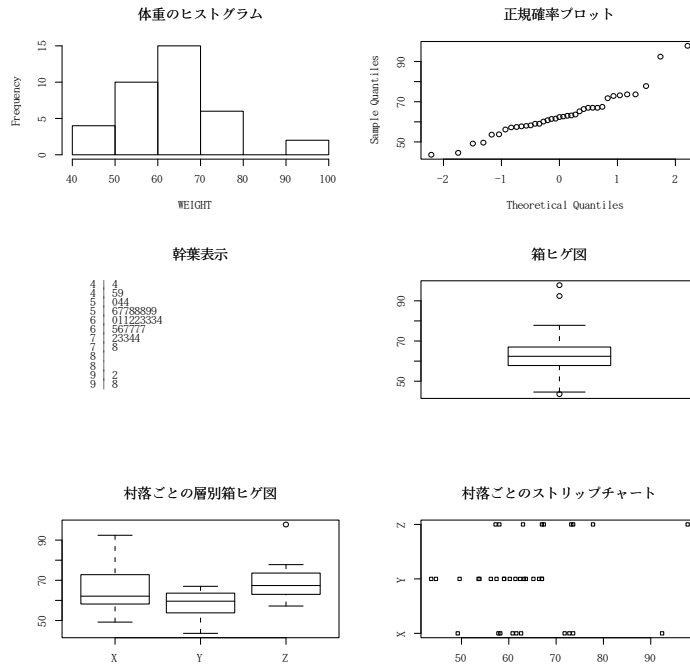 体重のヒストグラム
Frequency
15
10
5
0
40 50 60 70 80 90 100
WEIGHT
正規確率プロット
Sample Quantiles
90
70
50
-2 -1 0 1 2
Theoretical Quantiles
幹葉表示
4 | 4
4 | 59
5 | 044
5 | 67788899
6 | 011223334
6 | 567777
7 | 23344
7 | 8
8 |
8 |
9 | 2
9 | 8
箱ヒゲ図
90
70
50
村落ごとの層別箱ヒゲ図
90
70
50
X Y Z
村落ごとのストリップチャート
Z
Y
X
50 60 70 80 90